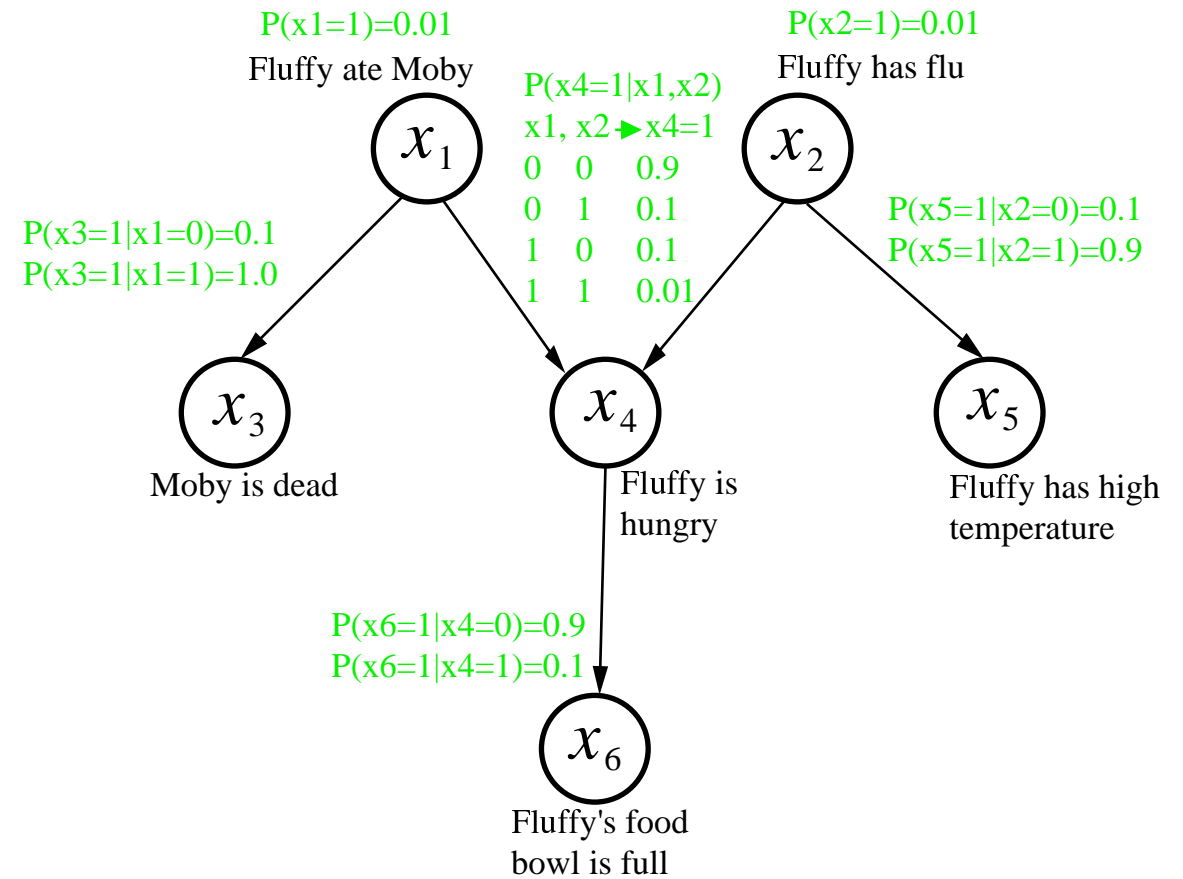 P(x1=1)=0.01
Fluffy ate Moby
P(x2=1)=0.01
Fluffy has flu
P(x4=1|x1,x2)
x1, x2 ► x4=1
0 0 0.9
0 1 0.1
1 0 0.1
1 1 0.01
x₁
x₂
P(x3=1|x1=0)=0.1
P(x3=1|x1=1)=1.0
P(x5=1|x2=0)=0.1
P(x5=1|x2=1)=0.9
x₃
Moby is dead
x₄
Fluffy is
hungry
x₅
Fluffy has high
temperature
P(x6=1|x4=0)=0.9
P(x6=1|x4=1)=0.1
x₆
Fluffy's food
bowl is full